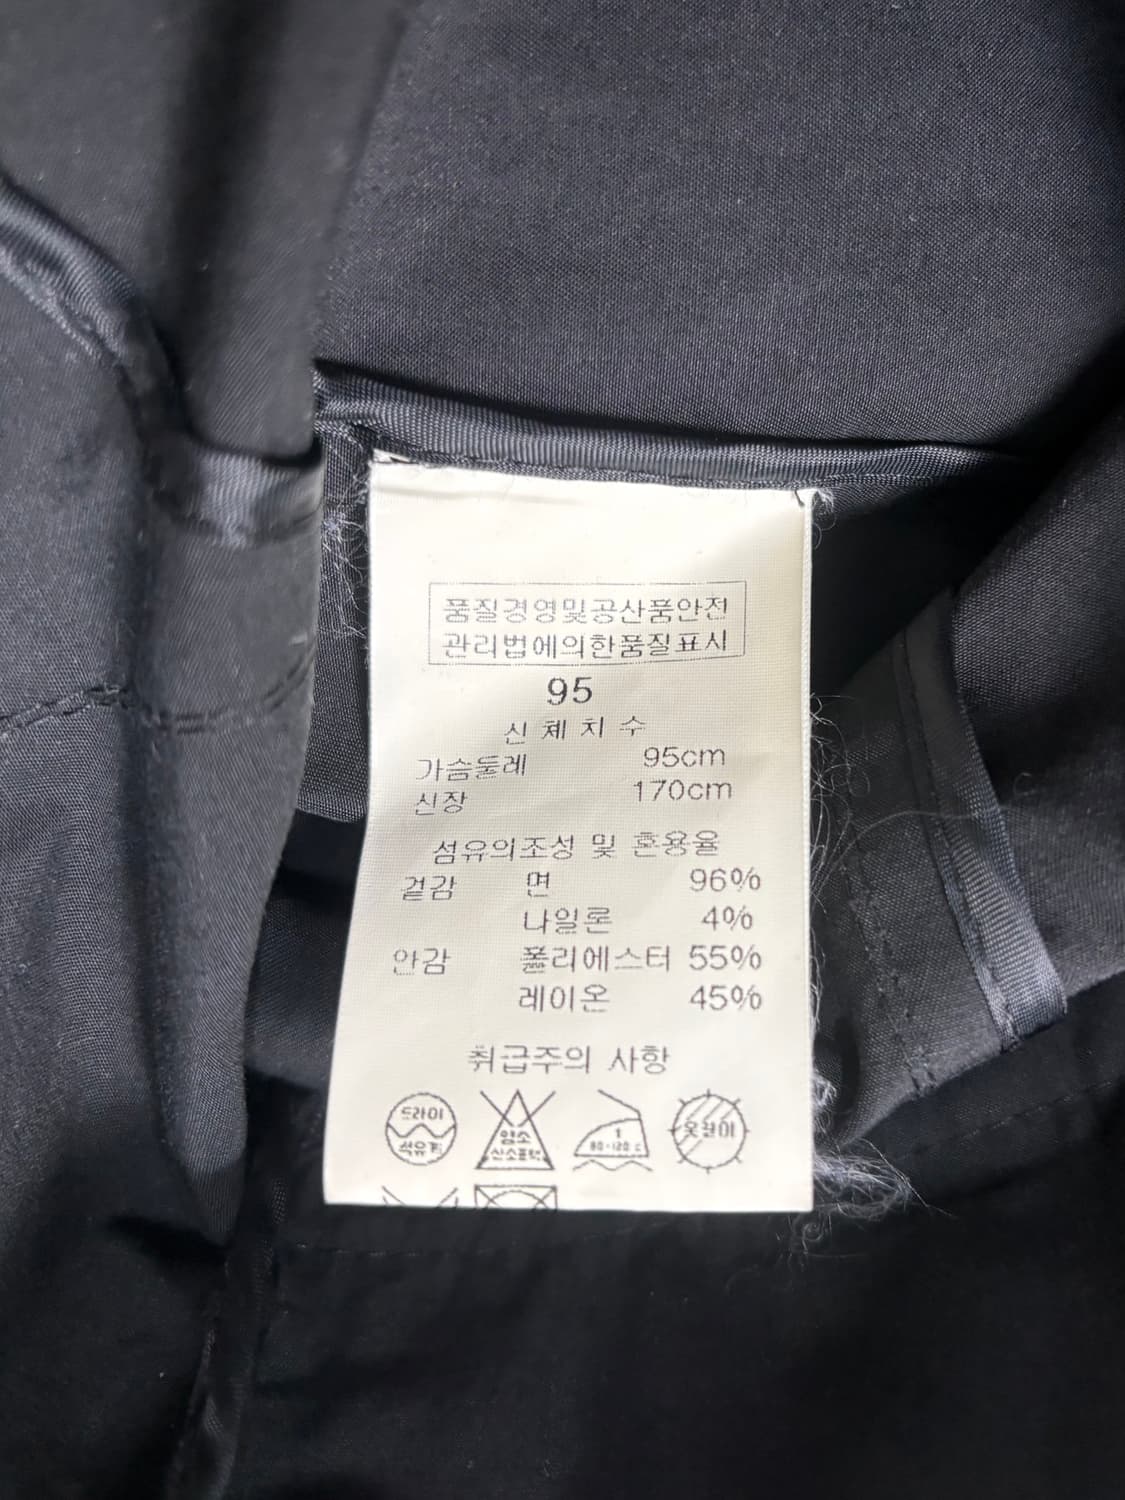 품질경영및공산품안전
관리법에의한품질표시
95
신체치수
가슴둘레 95cm
신장 170cm
섬유의조성 및 혼용율
겉감 면 96%
나일론 4%
안감 폴리에스터 55%
레이온 45%
취급주의 사항
드라이
석유계
염소
산소표백
1
80-120˚C
옷걸이